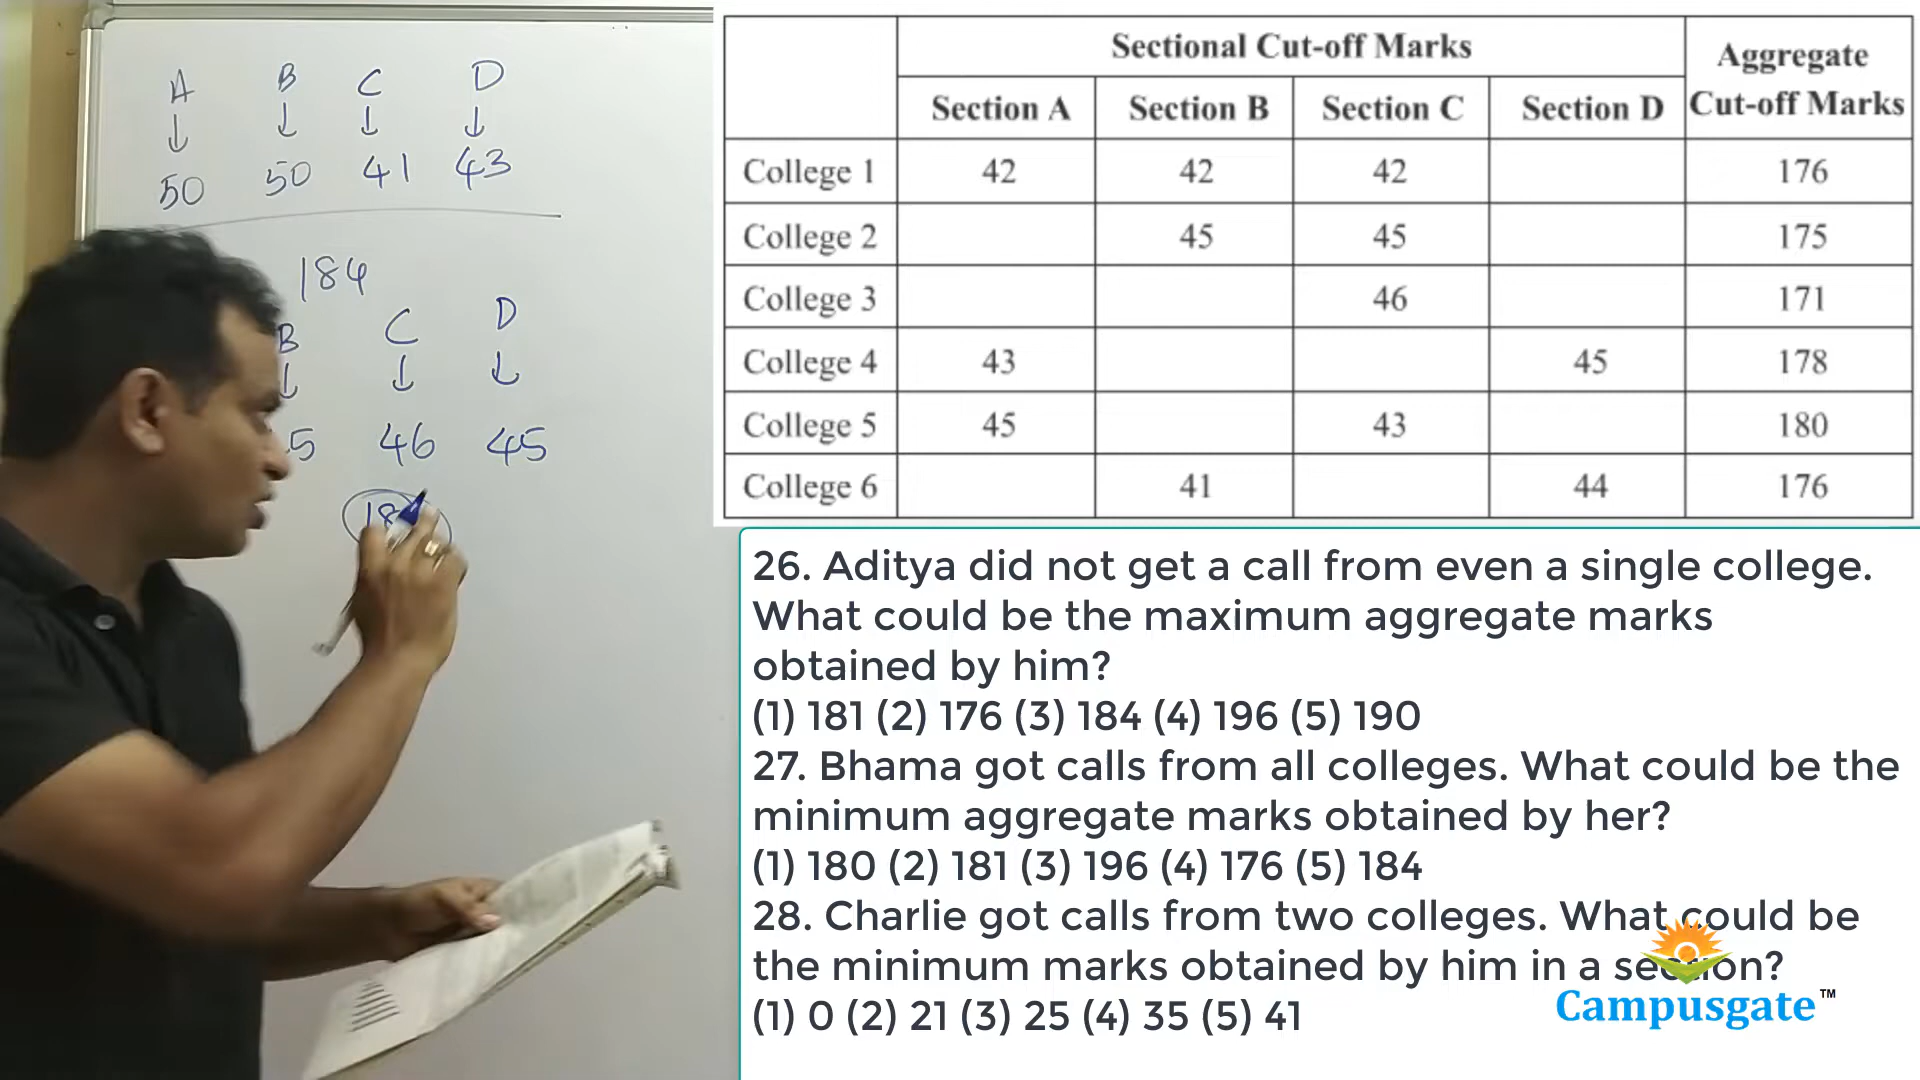 A B C D
50 50 41 43
184
B C D
5 46 45
Sectional Cut-off Marks Aggregate Cut-off Marks
Section A Section B Section C Section D
College 1 42 42 42 176
College 2 45 45 175
College 3 46 171
College 4 43 45 178
College 5 45 43 180
College 6 41 44 176
26. Aditya did not get a call from even a single college.
What could be the maximum aggregate marks
obtained by him?
(1) 181 (2) 176 (3) 184 (4) 196 (5) 190
27. Bhama got calls from all colleges. What could be the
minimum aggregate marks obtained by her?
(1) 180 (2) 181 (3) 196 (4) 176 (5) 184
28. Charlie got calls from two colleges. What could be
the minimum marks obtained by him in a section?
(1) 0 (2) 21 (3) 25 (4) 35 (5) 41
Campusgate™